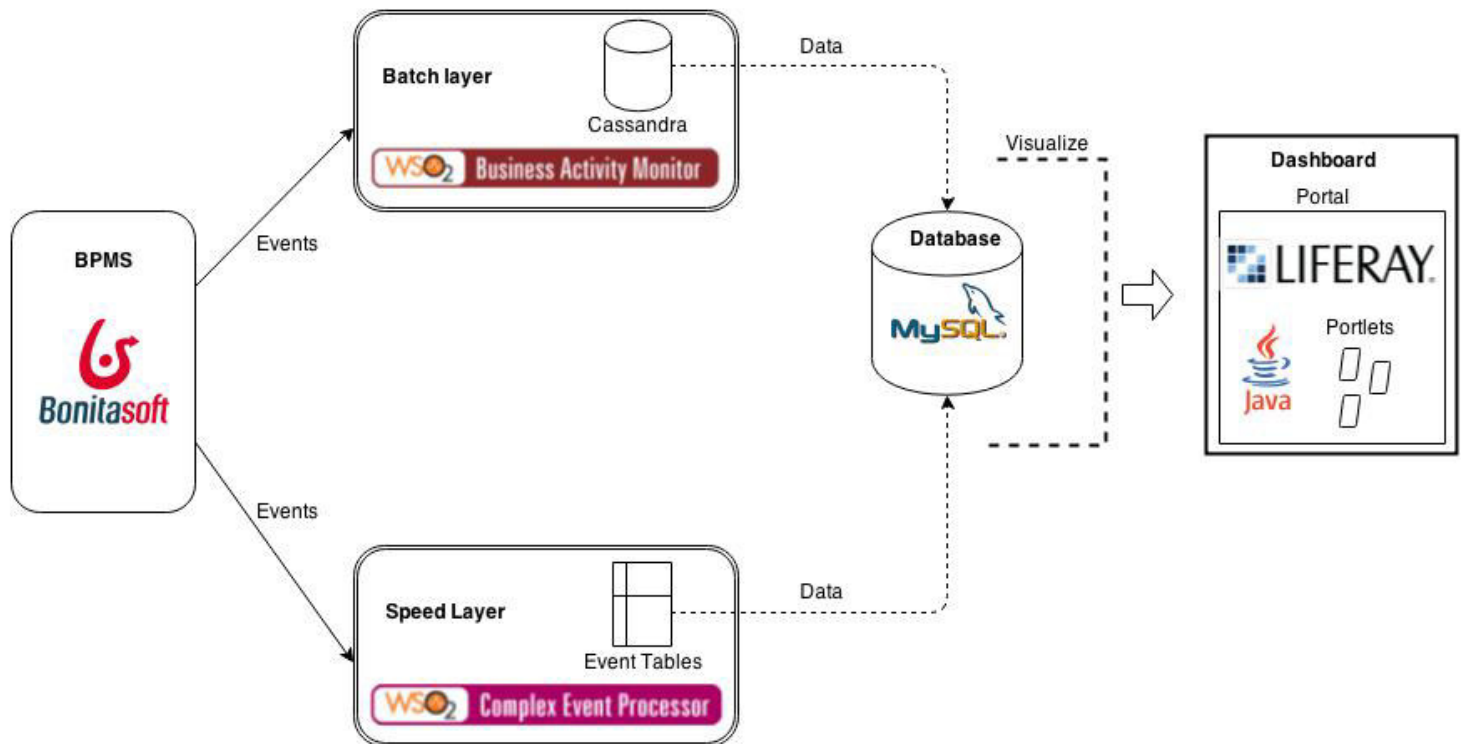 Batch layer
Cassandra
WSO2 Business Activity Monitor
Data
Visualize
Dashboard
Portal
LIFERAY.
Java
Portlets
BPMS
Bonitasoft
Events
Database
MySQL.
Events
Speed Layer
Event Tables
WSO2 Complex Event Processor
Data